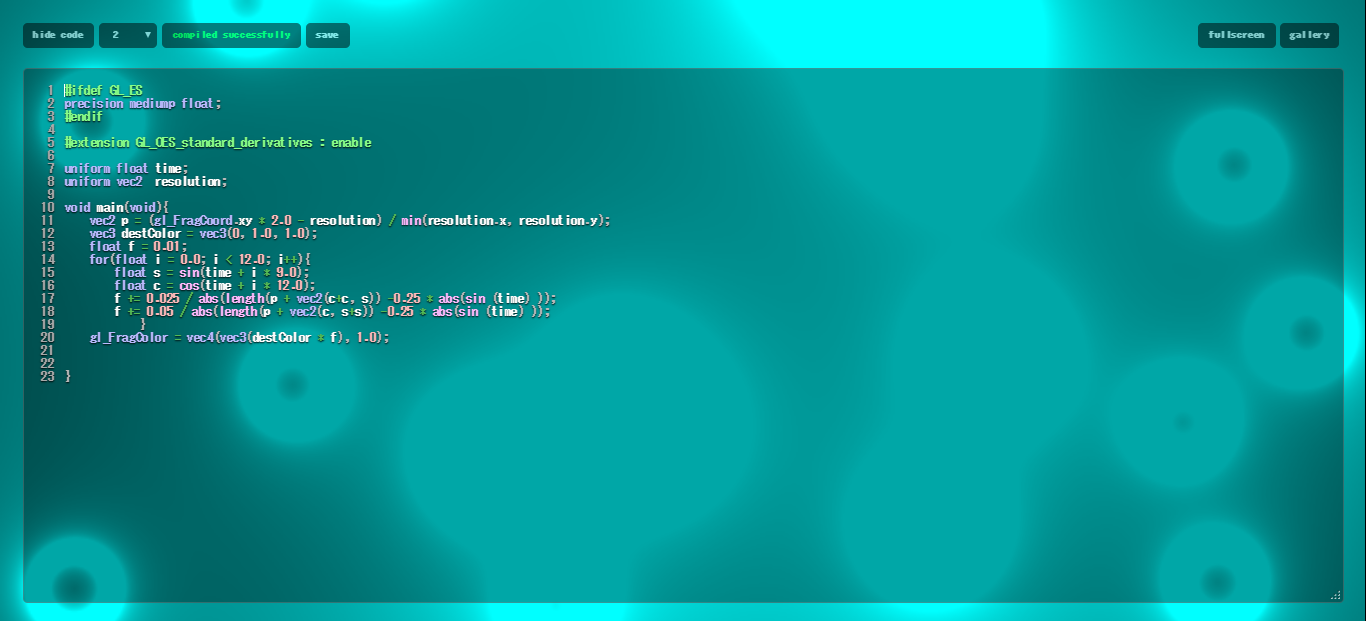 hide code 2 ▼ compiled successfully save fullscreen gallery
1 #ifdef GL_ES
2 precision mediump float;
3 #endif
4
5 #extension GL_OES_standard_derivatives : enable
6
7 uniform float time;
8 uniform vec2  resolution;
9
10 void main(void){
11     vec2 p = (gl_FragCoord.xy * 2.0 - resolution) / min(resolution.x, resolution.y);
12     vec3 destColor = vec3(0, 1.0, 1.0);
13     float f = 0.01;
14     for(float i = 0.0; i < 12.0; i++){
15         float s = sin(time + i * 9.0);
16         float c = cos(time + i * 12.0);
17         f += 0.025 / abs(length(p + vec2(c+c, s)) -0.25 * abs(sin (time) ));
18         f += 0.05 / abs(length(p + vec2(c, s+s)) -0.25 * abs(sin (time) ));
19             }
20     gl_FragColor = vec4(vec3(destColor * f), 1.0);
21
22
23 }